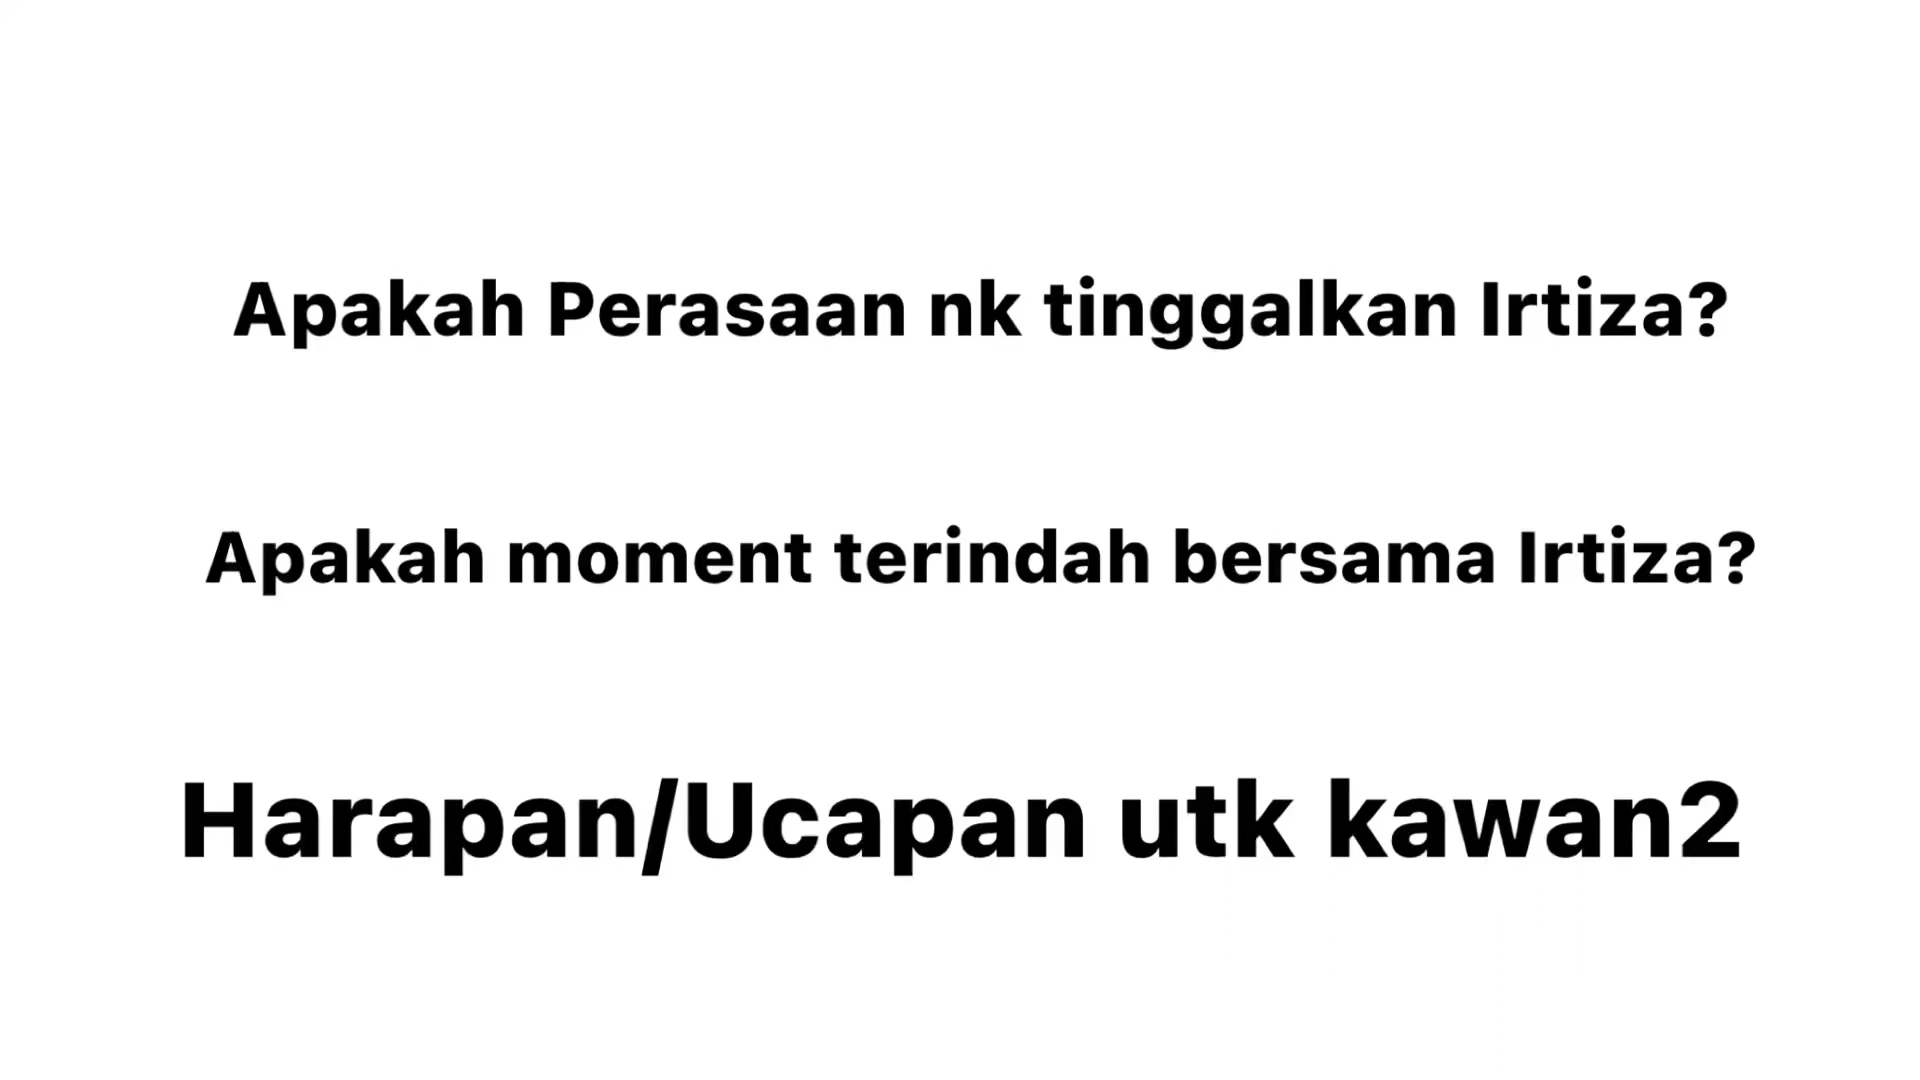 Apakah Perasaan nk tinggalkan Irtiza?
Apakah moment terindah bersama Irtiza?
Harapan/Ucapan utk kawan2